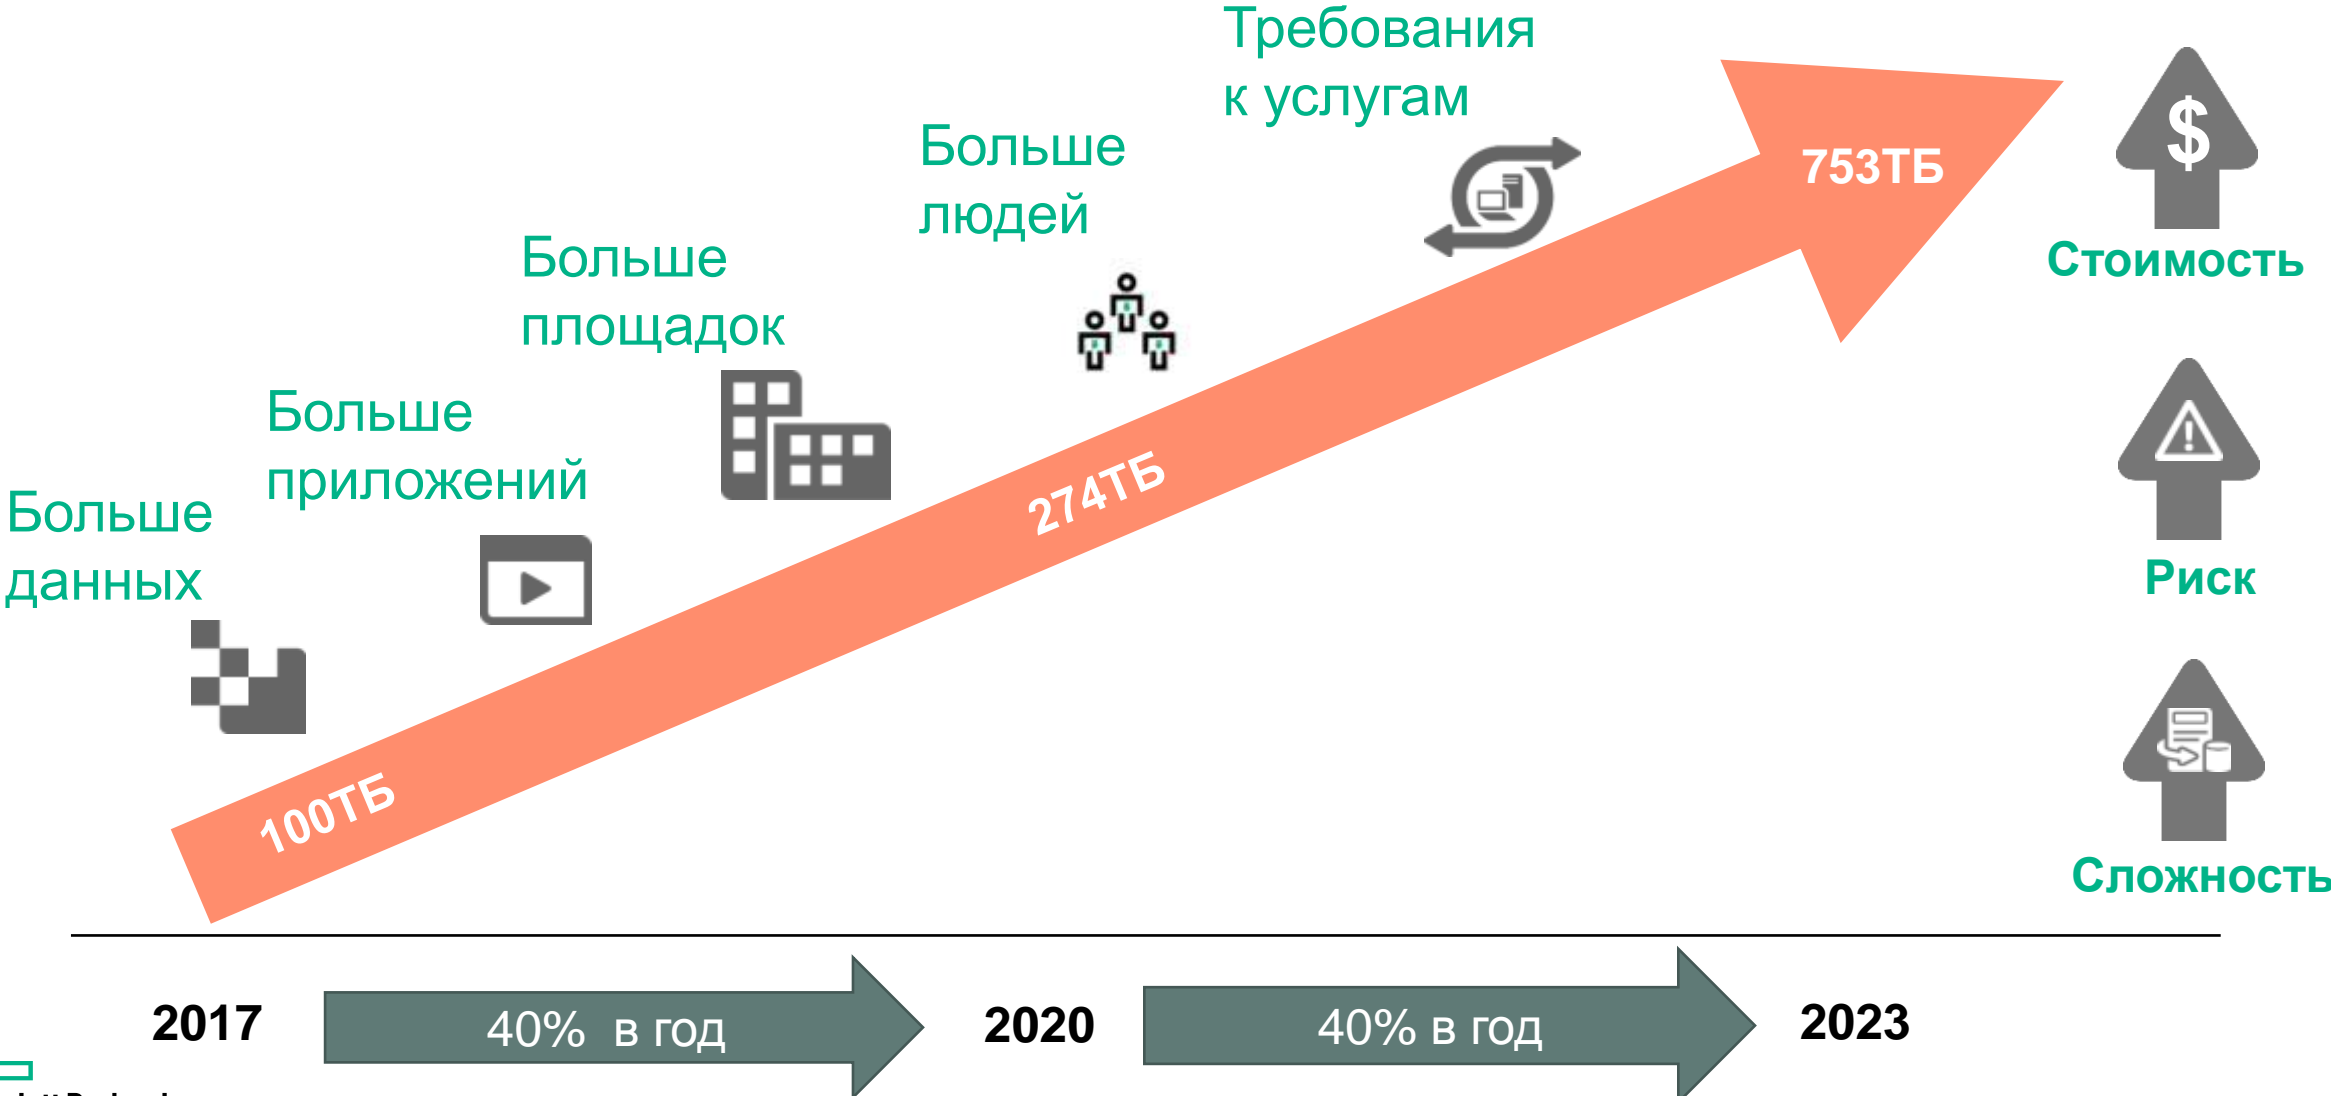 Требования
к услугам
Больше
людей
Больше
площадок
Больше
приложений
Больше
данных
100ТБ
274ТБ
753ТБ
$
Стоимость
Риск
Сложность
2017
40% в год
2020
40% в год
2023